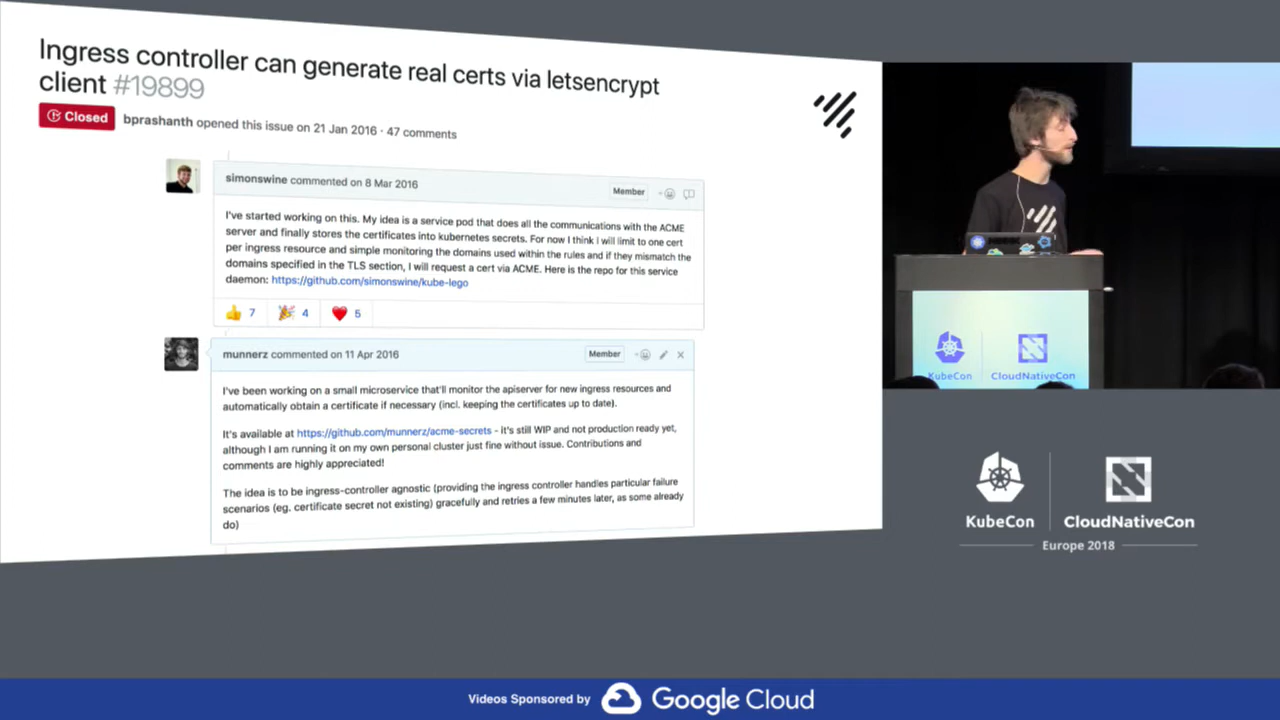 Ingress controller can generate real certs via letsencrypt
client #19899
Closed
bprashanth opened this issue on 21 Jan 2016 · 47 comments
simonswine commented on 8 Mar 2016
Member
I've started working on this. My idea is a service pod that does all the communications with the ACME
server and finally stores the certificates into kubernetes secrets. For now I think i will limit to one cert
per ingress resource and simple monitoring the domains used within the rules and if they mismatch the
domains specified in the TLS section, I will request a cert via ACME. Here is the repo for this service
daemon: https://github.com/simonswine/kube-lego
7
4
5
munnerz commented on 11 Apr 2016
Member
I've been working on a small microservice that'll monitor the apiserver for new ingress resources and
automatically obtain a certificate if necessary (incl. keeping the certificates up to date).
It's available at https://github.com/munnerz/acme-secrets - it's still WIP and not production ready yet,
although I am running it on my own personal cluster just fine without issue. Contributions and
comments are highly appreciated!
The idea is to be ingress-controller agnostic (providing the ingress controller handles particular failure
scenarios (eg. certificate secret not existing) gracefully and retries a few minutes later, as some already
do)
KubeCon
CloudNativeCon
KubeCon
CloudNativeCon
Europe 2018
Videos Sponsored by
Google Cloud